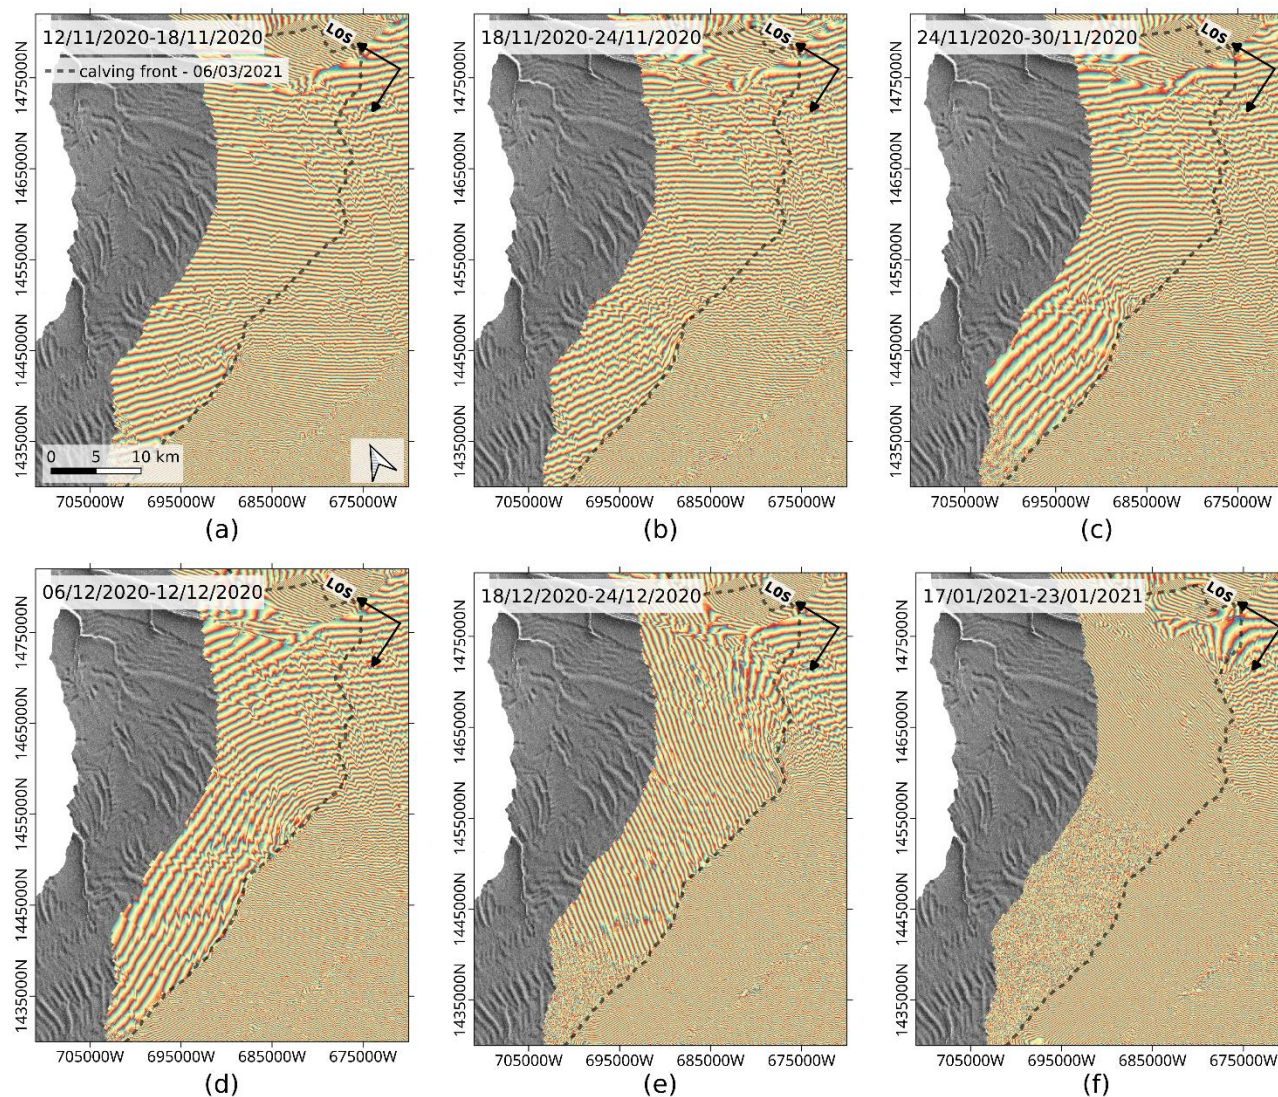 12/11/2020-18/11/2020
Los
calving front - 06/03/2021
1475000N
1465000N
1455000N
1445000N
1435000N
0 5 10 km
705000W 695000W 685000W 675000W
(a)
18/11/2020-24/11/2020
Los
1475000N
1465000N
1455000N
1445000N
1435000N
705000W 695000W 685000W 675000W
(b)
24/11/2020-30/11/2020
Los
1475000N
1465000N
1455000N
1445000N
1435000N
705000W 695000W 685000W 675000W
(c)
06/12/2020-12/12/2020
Los
1475000N
1465000N
1455000N
1445000N
1435000N
705000W 695000W 685000W 675000W
(d)
18/12/2020-24/12/2020
Los
1475000N
1465000N
1455000N
1445000N
1435000N
705000W 695000W 685000W 675000W
(e)
17/01/2021-23/01/2021
Los
1475000N
1465000N
1455000N
1445000N
1435000N
705000W 695000W 685000W 675000W
(f)